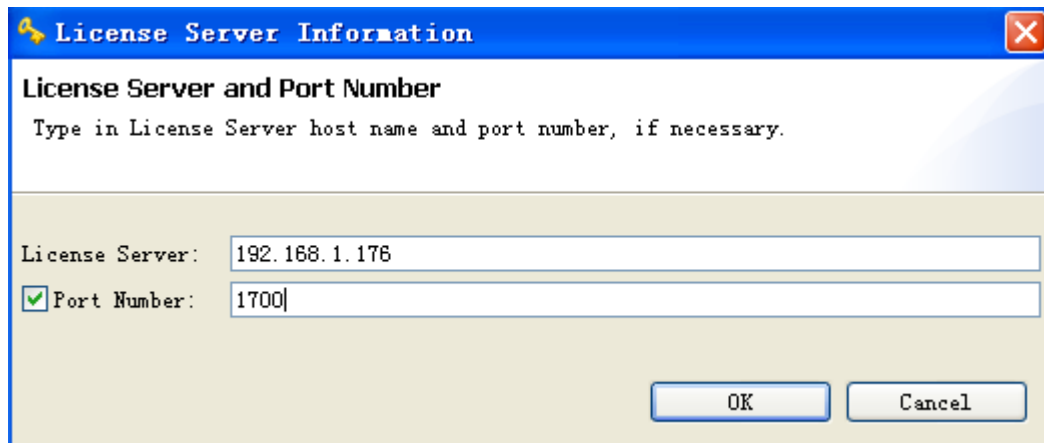 License Server Information
License Server and Port Number
Type in License Server host name and port number, if necessary.
License Server: 192.168.1.176
Port Number: 1700
OK Cancel